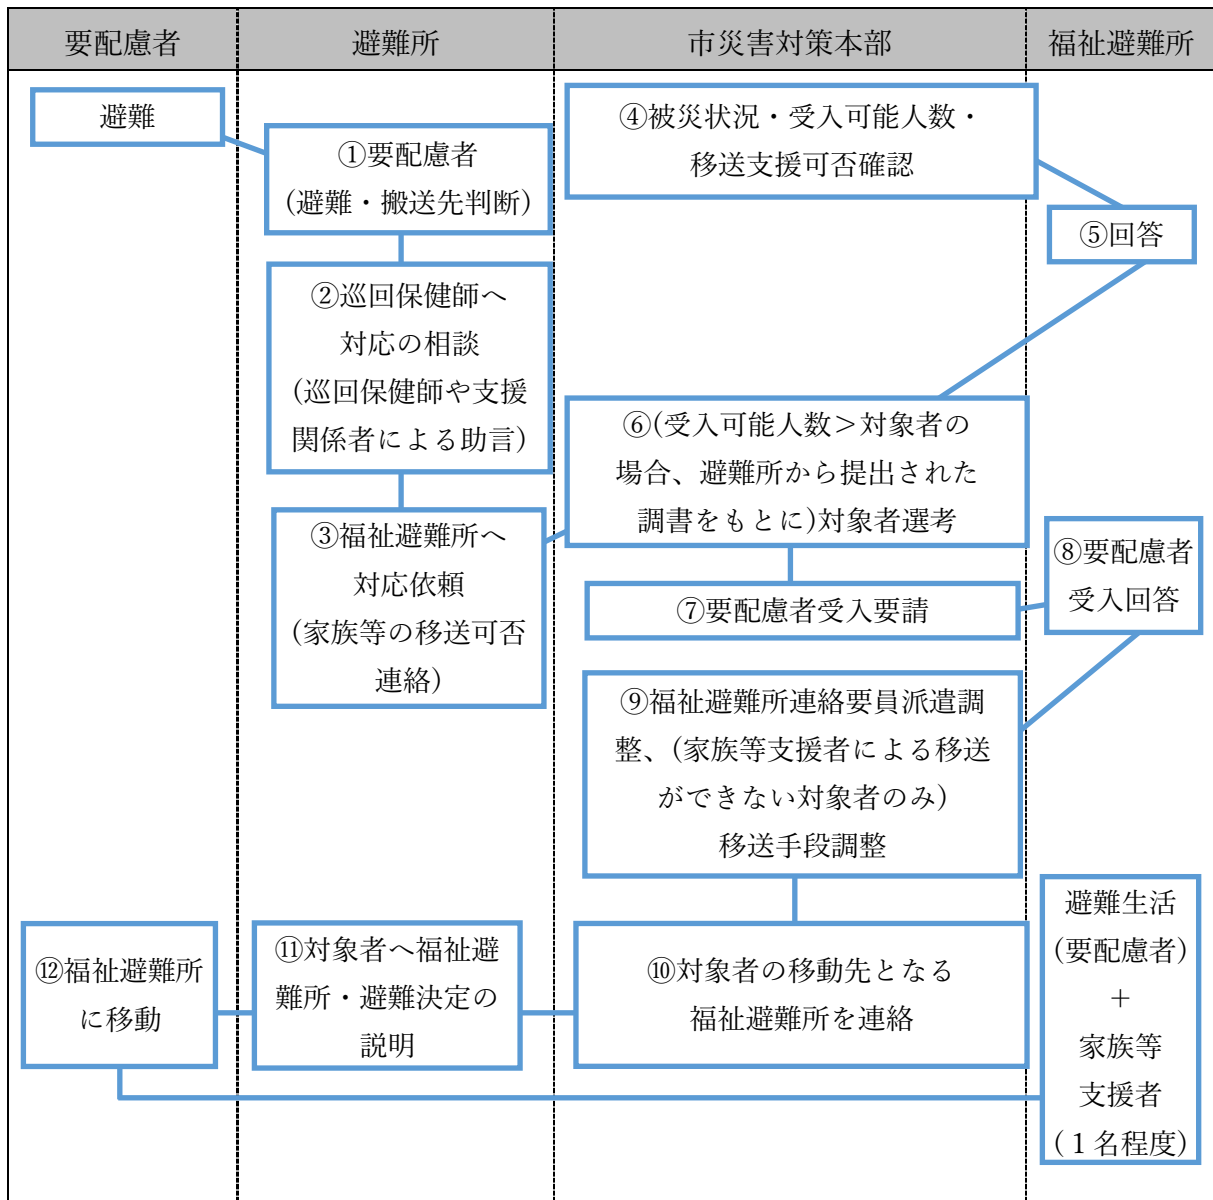 要配慮者
避難所
市災害対策本部
福祉避難所
避難
①要配慮者
(避難・搬送先判断)
②巡回保健師へ
対応の相談
(巡回保健師や支援
関係者による助言)
③福祉避難所へ
対応依頼
(家族等の移送可否
連絡)
④被災状況・受入可能人数・
移送支援可否確認
⑤回答
⑥(受入可能人数＞対象者の
場合、避難所から提出された
調書をもとに)対象者選考
⑦要配慮者受入要請
⑧要配慮者
受入回答
⑨福祉避難所連絡要員派遣調
整、(家族等支援者による移送
ができない対象者のみ)
移送手段調整
⑩対象者の移動先となる
福祉避難所を連絡
⑪対象者へ福祉避
難所・避難決定の
説明
⑫福祉避難所
に移動
避難生活
(要配慮者)
＋
家族等
支援者
(１名程度)